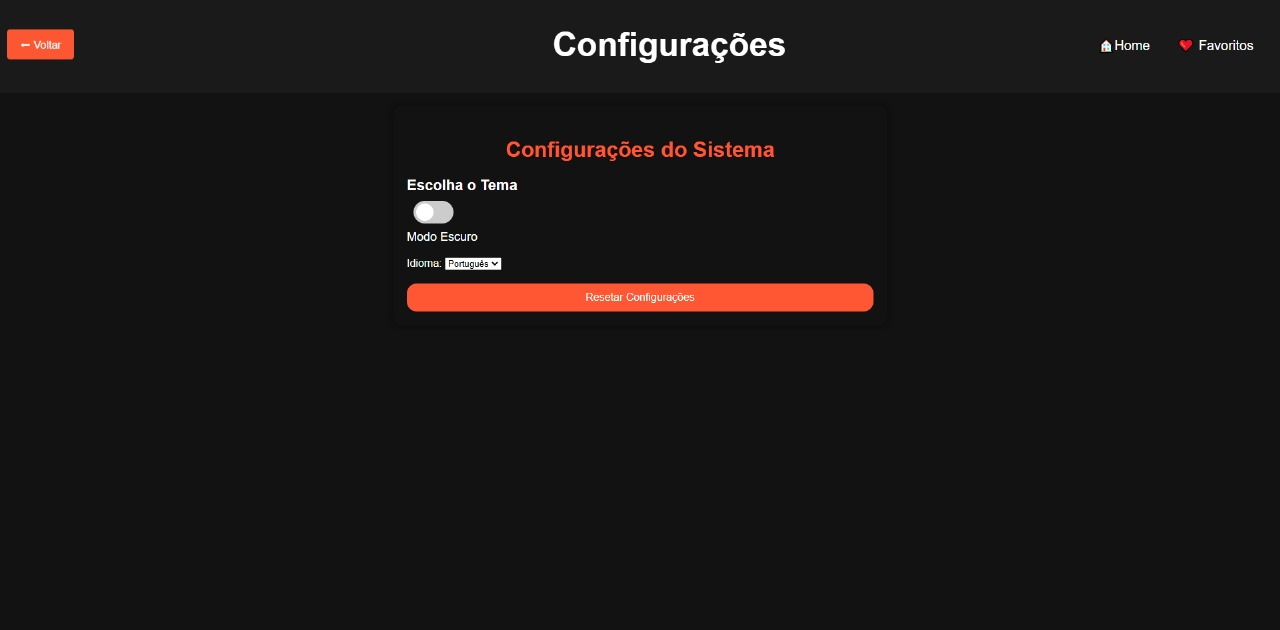 ← Voltar
Configurações
🏠Home
❤️ Favoritos
Configurações do Sistema
Escolha o Tema
Modo Escuro
Idioma: Português
Resetar Configurações